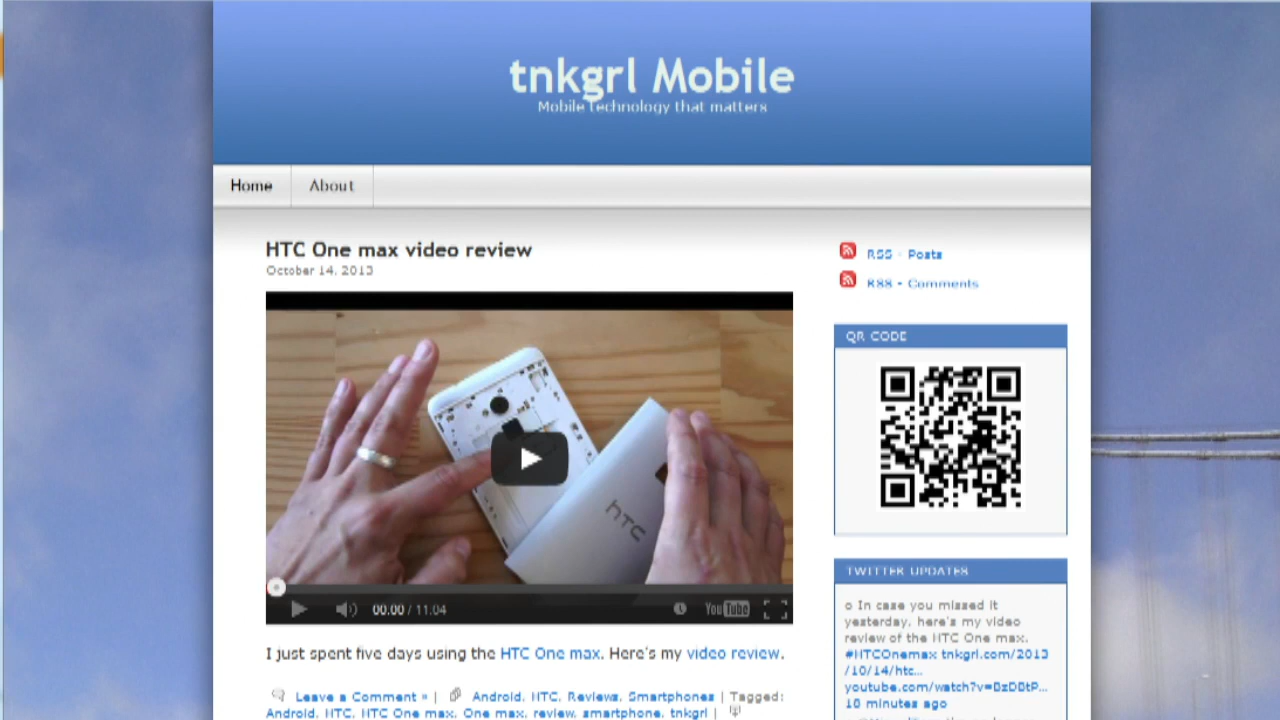 tnkgrl Mobile
Mobile technology that matters
Home
About
HTC One max video review
October 14, 2013
hTC
00:00 / 11:04
YouTube
I just spent five days using the HTC One max. Here's my video review.
Leave a Comment » | Android, HTC, Reviews, Smartphones | Tagged:
Android, HTC, HTC One max, One max, review, smartphone, tnkgrl |
RSS - Posts
RSS - Comments
QR CODE
TWITTER UPDATES
o In case you missed it
yesterday, here's my video
review of the HTC One max.
#HTCOnemax tnkgrl.com/2013
/10/14/htc…
10 minutes ago